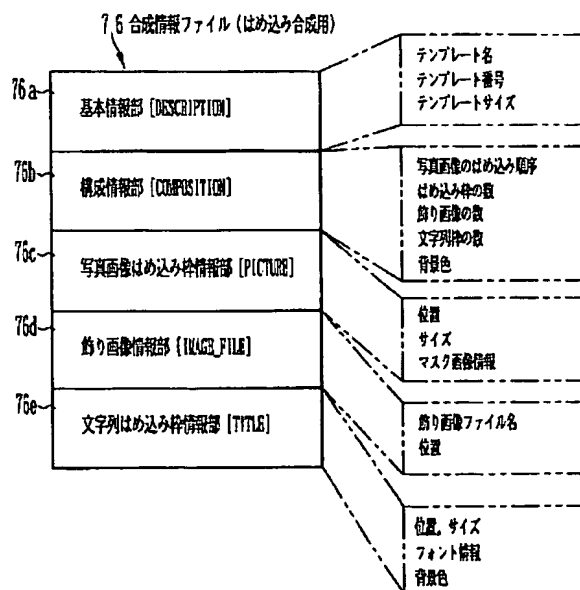 76 合成情報ファイル（はめ込み合成用）
76a
基本情報部 [DESCRIPTION]
テンプレート名
テンプレート番号
テンプレートサイズ
76b
構成情報部 [COMPOSITION]
写真画像のはめ込み順序
はめ込み枠の数
飾り画像の数
文字列枠の数
背景色
76c
写真画像はめ込み枠情報部 [PICTURE]
位置
サイズ
マスク画像情報
76d
飾り画像情報部 [IMAGE_FILE]
飾り画像ファイル名
位置
76e
文字列はめ込み枠情報部 [TITLE]
位置，サイズ
フォント情報
背景色